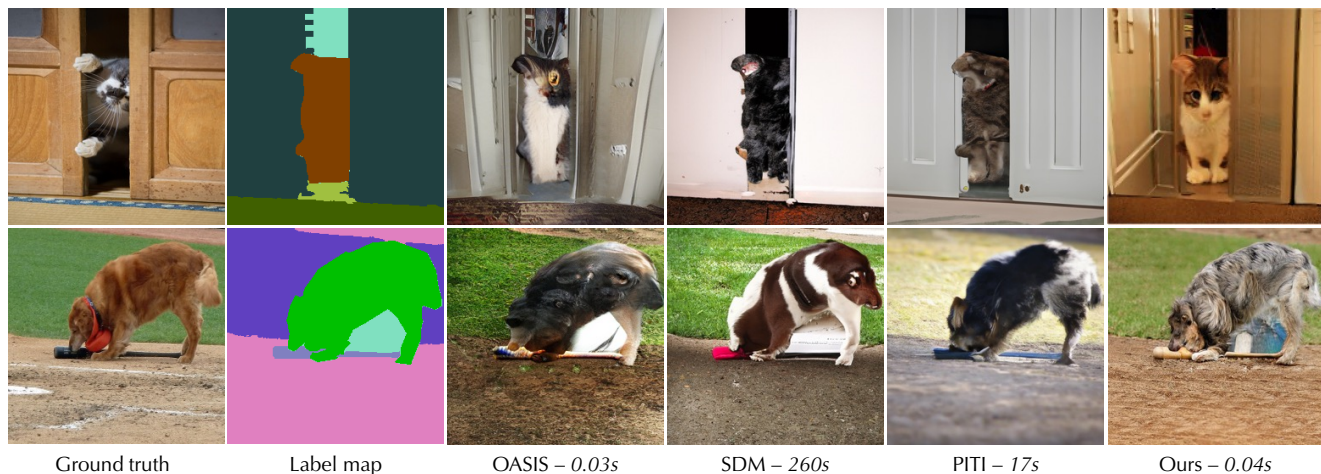 Ground truth Label map OASIS – 0.03s SDM – 260s PITI – 17s Ours – 0.04s